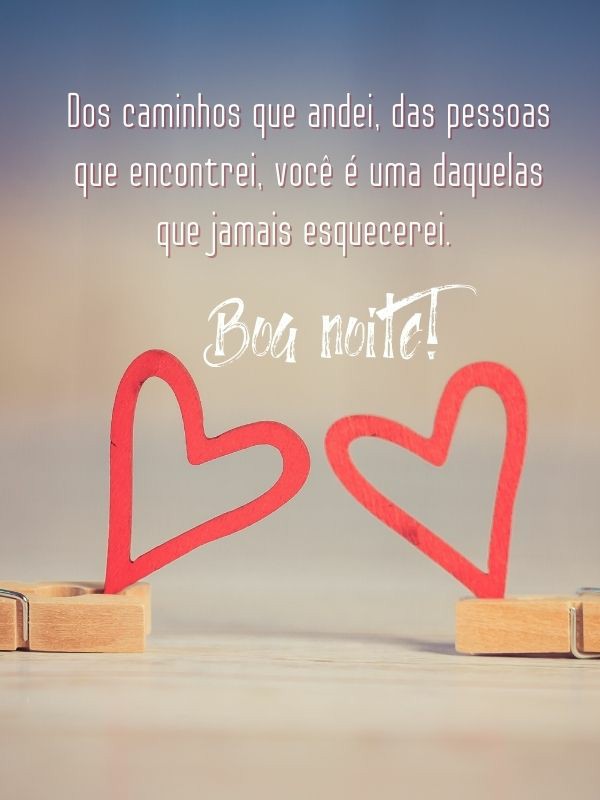 Dos caminhos que andei, das pessoas
que encontrei, você é uma daquelas
que jamais esquecerei.
Boa noite!